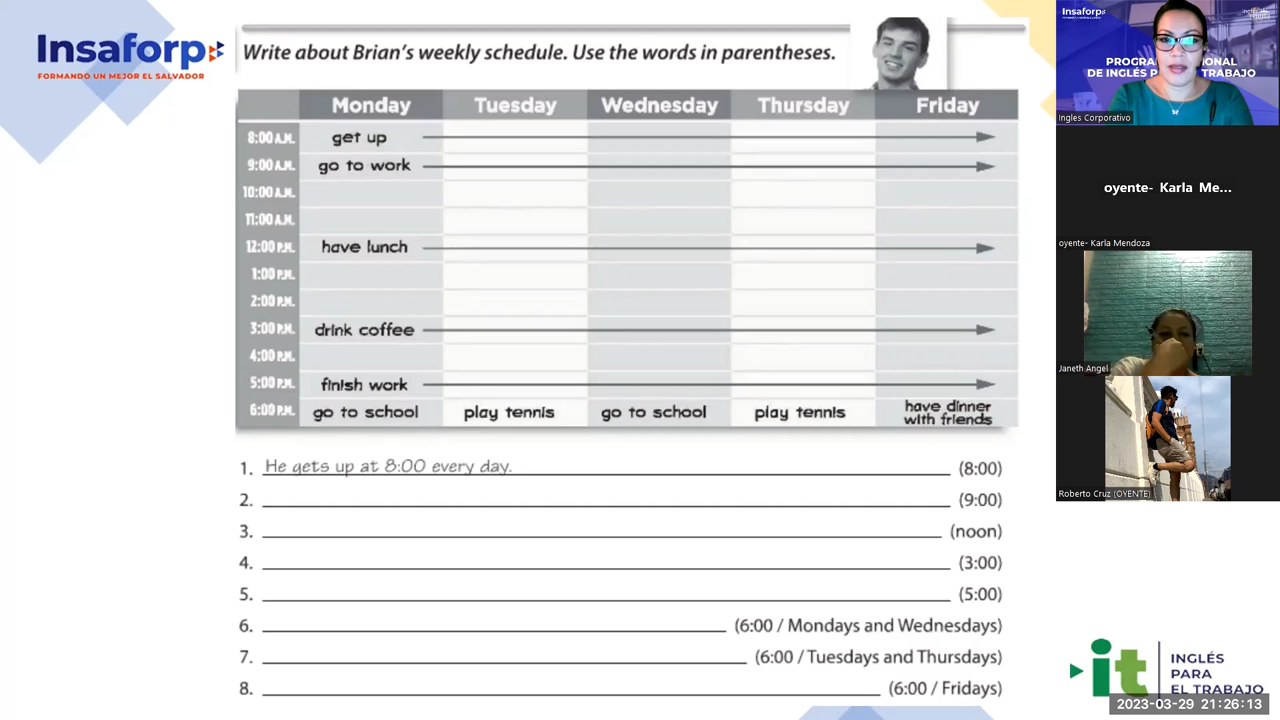 Insaforp
FORMANDO UN MEJOR EL SALVADOR
Write about Brian's weekly schedule. Use the words in parentheses.
Monday Tuesday Wednesday Thursday Friday
8:00 A.M. get up
9:00 A.M. go to work
10:00 A.M.
11:00 A.M.
12:00 P.M. have lunch
1:00 P.M.
2:00 P.M.
3:00 P.M. drink coffee
4:00 P.M.
5:00 P.M. finish work
6:00 P.M. go to school play tennis go to school play tennis have dinner with friends
1. He gets up at 8:00 every day. (8:00)
2. (9:00)
3. (noon)
4. (3:00)
5. (5:00)
6. (6:00 / Mondays and Wednesdays)
7. (6:00 / Tuesdays and Thursdays)
8. (6:00 / Fridays)
Insaforp
DE INGLÉS TRABAJO
Ingles Corporativo
oyente- Karla Me...
oyente- Karla Mendoza
Janeth Angel
Roberto Cruz (OYENTE)
it
INGLÉS
PARA
EL TRABAJO
2023-03-29 21:26:13